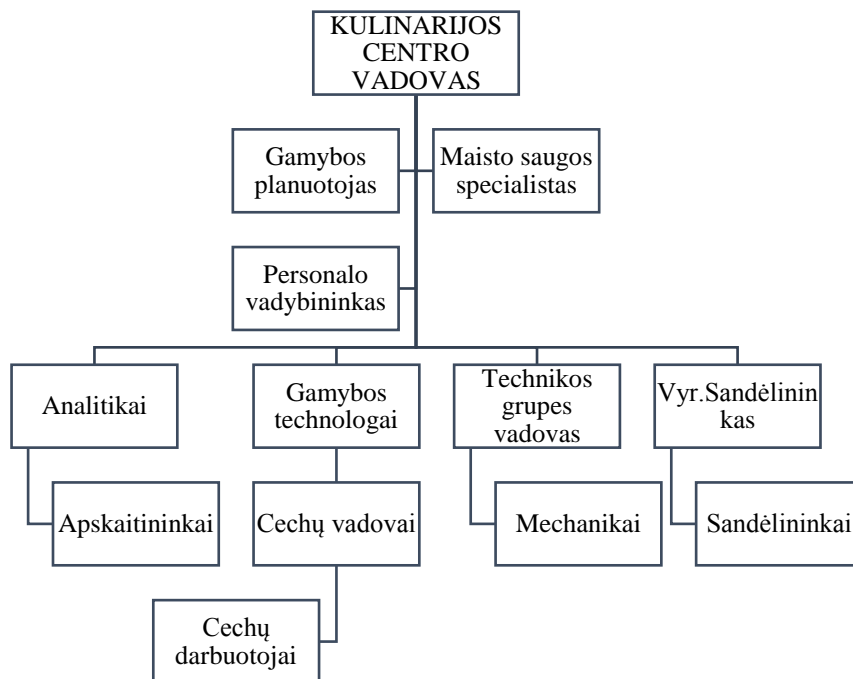 KULINARIJOS
CENTRO
VADOVAS
Gamybos
planuotojas
Maisto saugos
specialistas
Personalo
vadybininkas
Analitikai
Gamybos
technologai
Technikos
grupes
vadovas
Vyr.Sandėlinin
kas
Apskaitininkai
Cechų vadovai
Mechanikai
Sandėlininkai
Cechų
darbuotojai